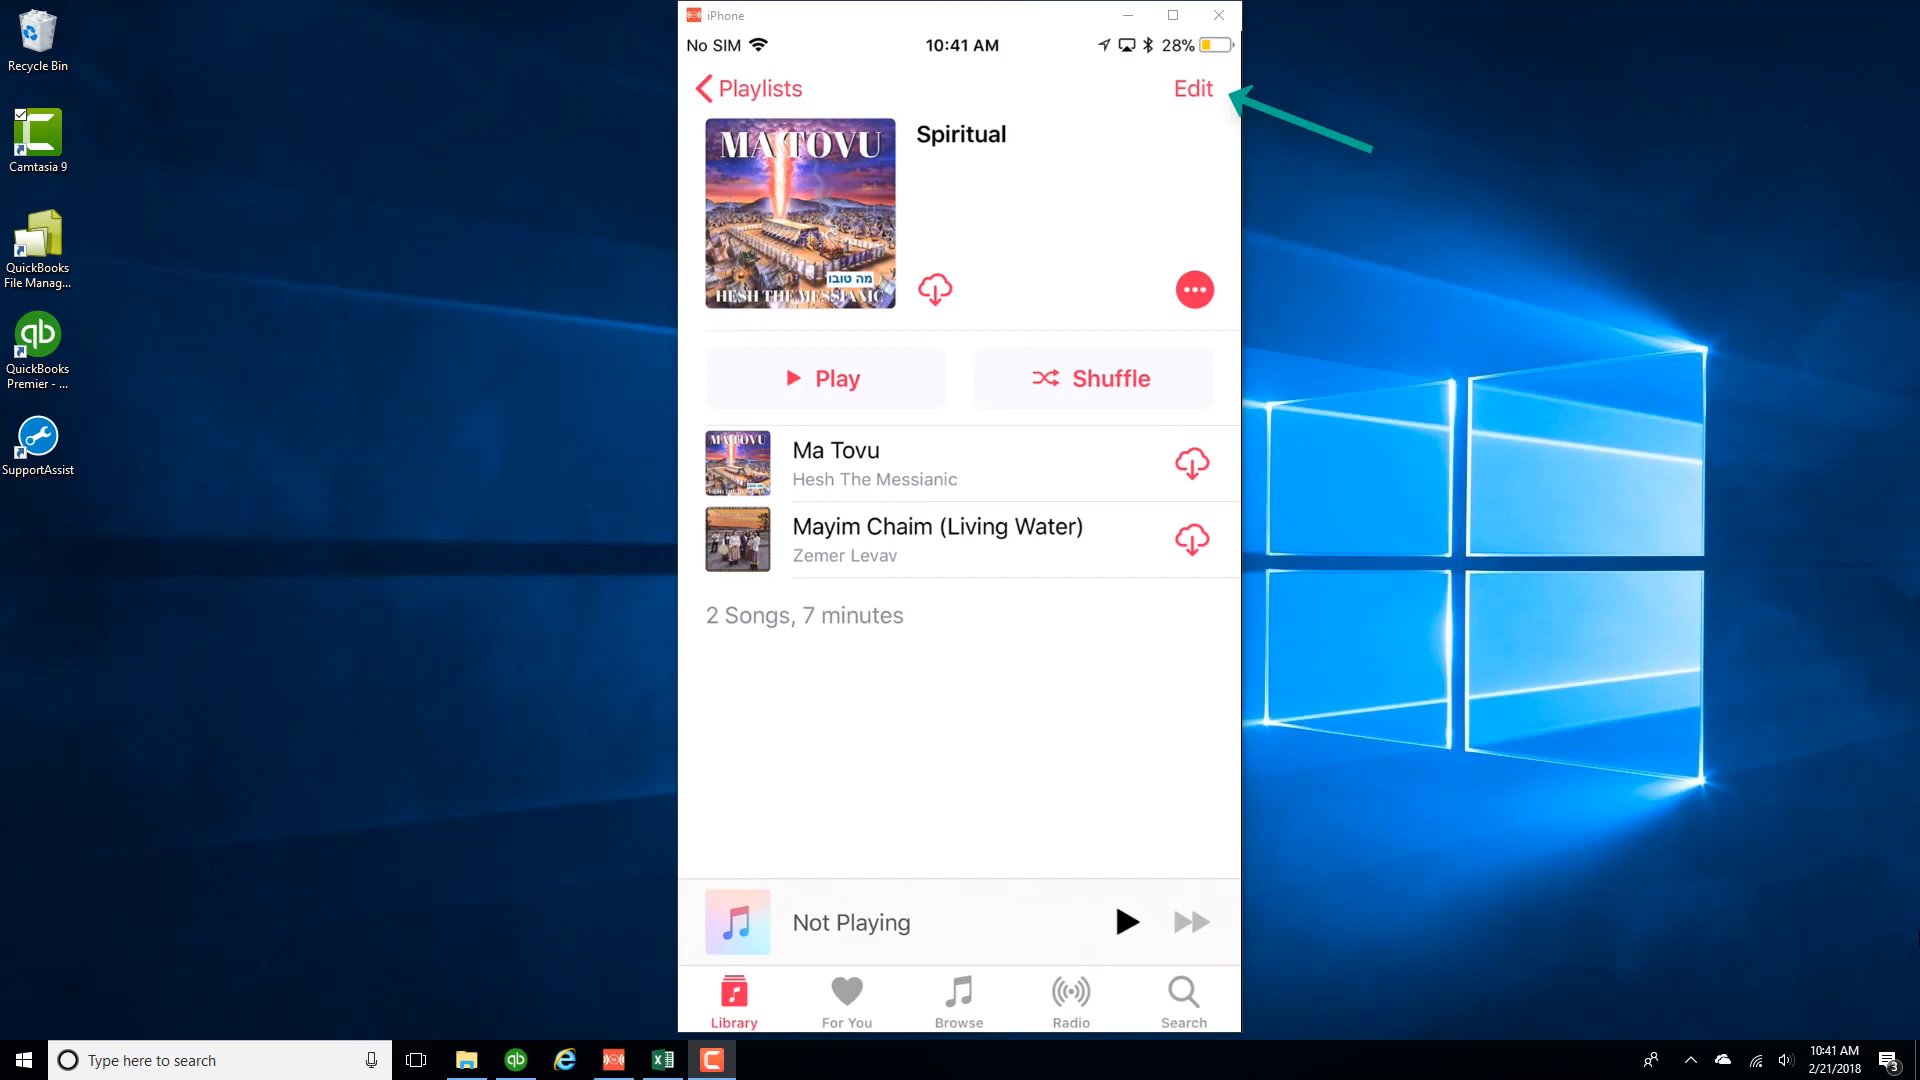 Recycle Bin
Camtasia 9
QuickBooks
File Manag...
QuickBooks
Premier - ...
SupportAssist
iPhone
No SIM
10:41 AM
28%
Playlists
Edit
MA TOVU
מה טובו
HESH THE MESSIANIC
Spiritual
Play
Shuffle
MA TOVU
Ma Tovu
Hesh The Messianic
Mayim Chaim (Living Water)
Zemer Levav
2 Songs, 7 minutes
Not Playing
Library
For You
Browse
Radio
Search
Type here to search
10:41 AM
2/21/2018
3